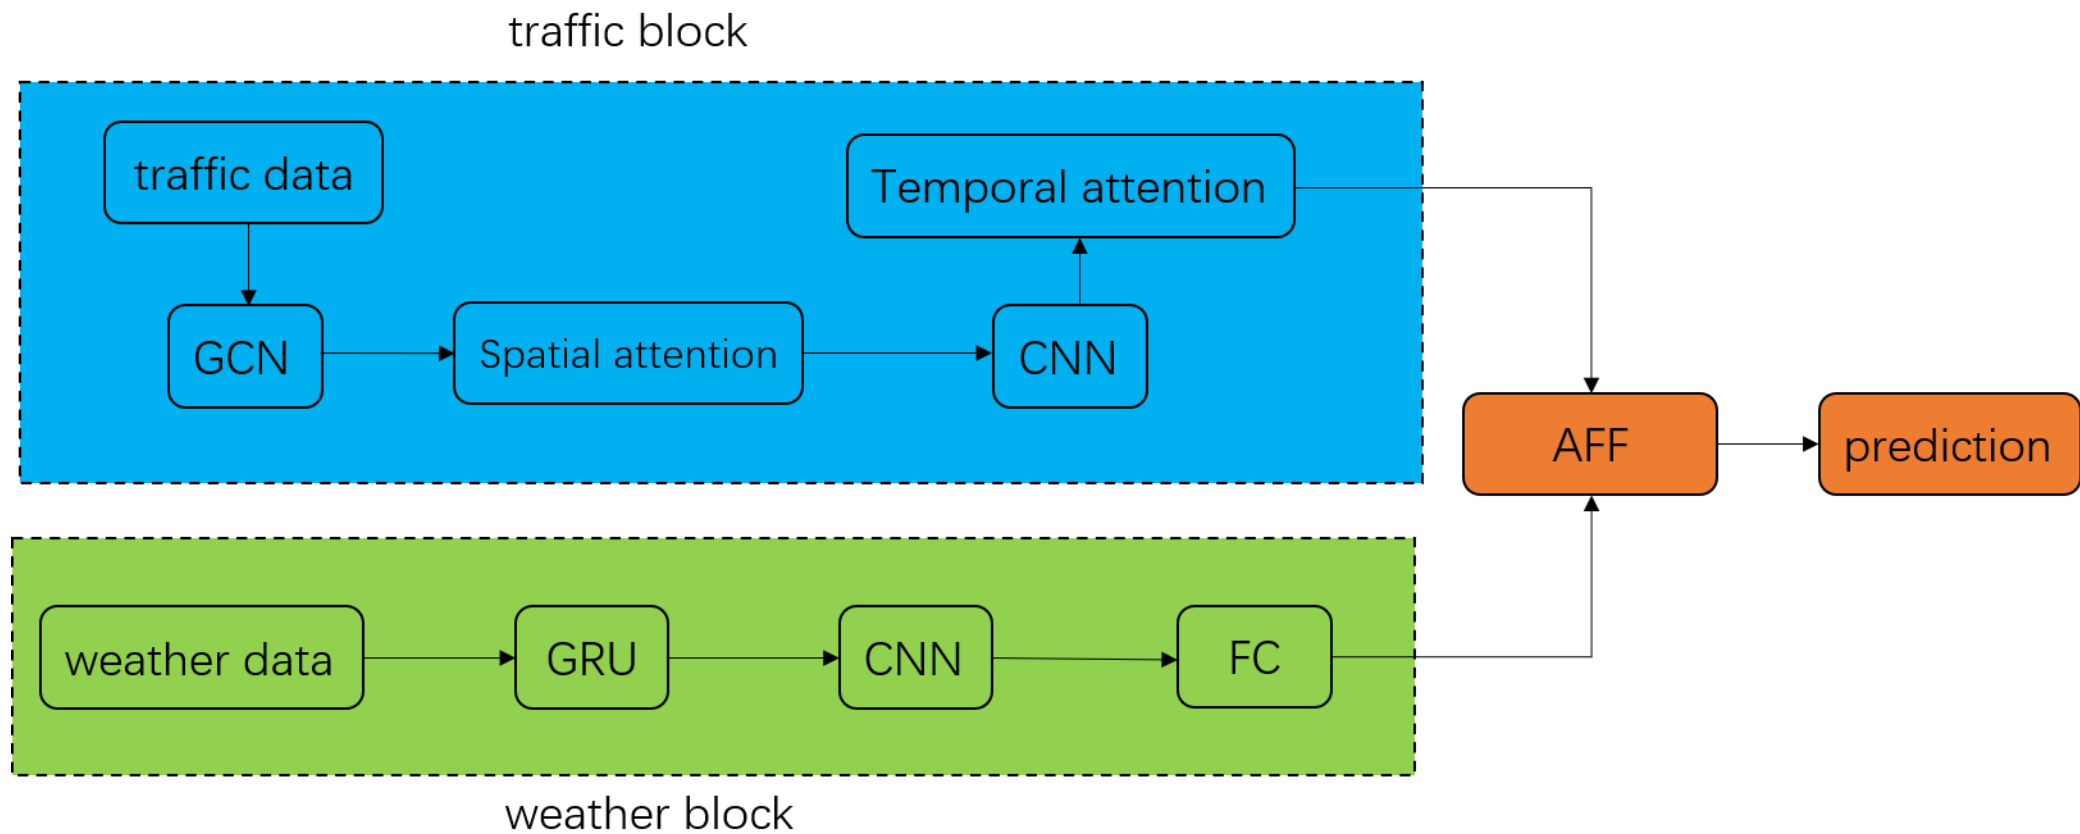 traffic block
traffic data
Temporal attention
GCN
Spatial attention
CNN
AFF
prediction
weather data
GRU
CNN
FC
weather block